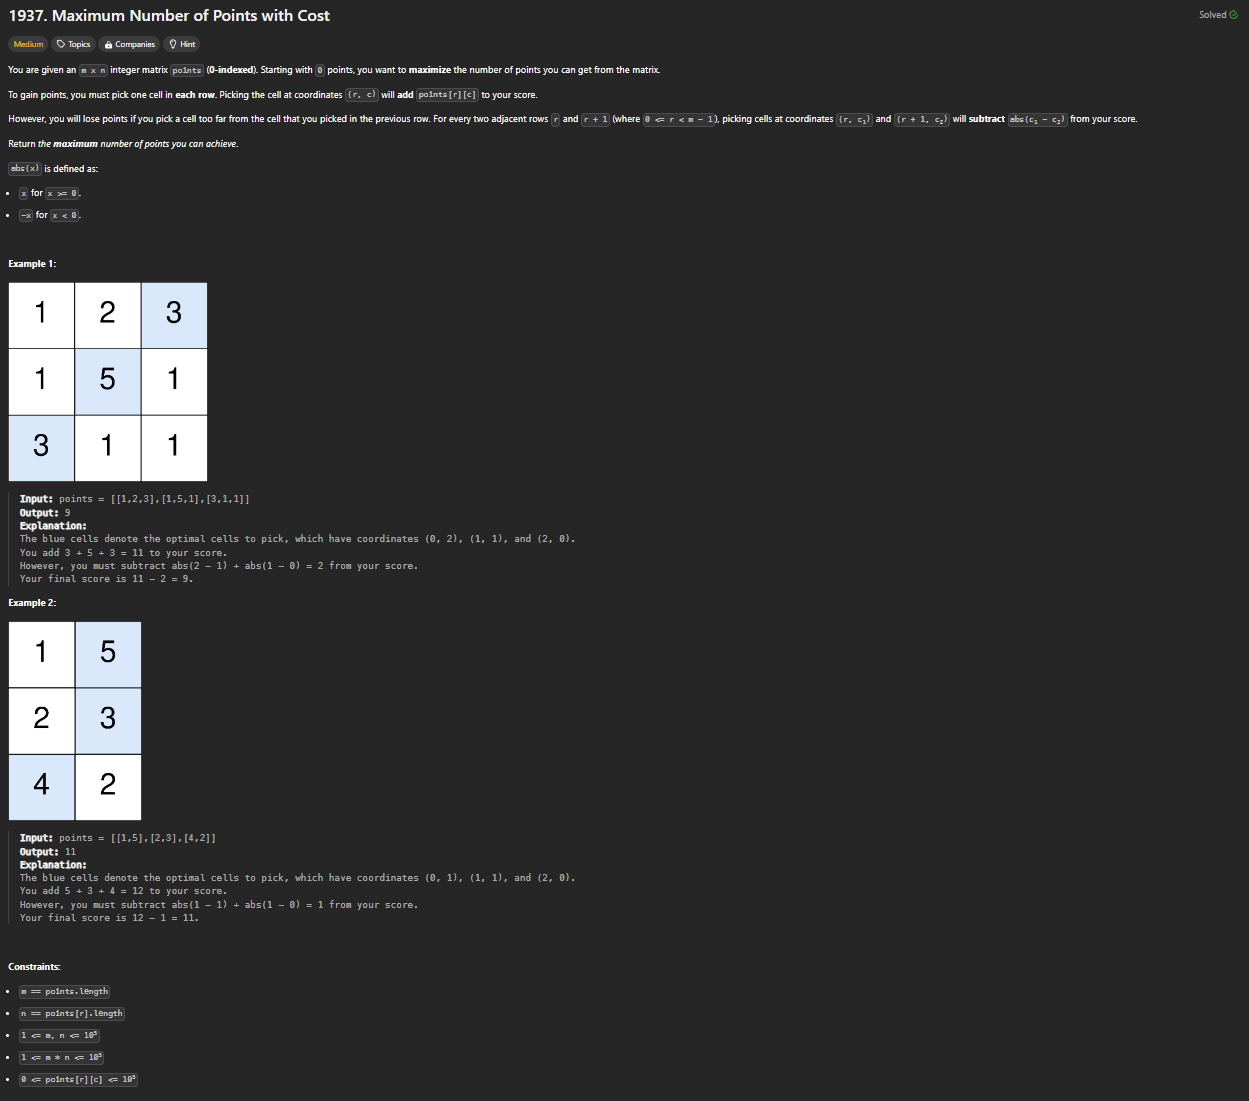 1937. Maximum Number of Points with Cost
Solved
Medium Topics Companies Hint
You are given an m x n integer matrix points (0-indexed). Starting with 0 points, you want to maximize the number of points you can get from the matrix.
To gain points, you must pick one cell in each row. Picking the cell at coordinates (r, c) will add points[r][c] to your score.
However, you will lose points if you pick a cell too far from the cell that you picked in the previous row. For every two adjacent rows r and r + 1 (where 0 <= r < m - 1), picking cells at coordinates (r, c₁) and (r + 1, c₂) will subtract abs(c₁ - c₂) from your score.
Return the maximum number of points you can achieve.
abs(x) is defined as:
• x for x >= 0.
• -x for x < 0.
Example 1:
1 2 3
1 5 1
3 1 1
Input: points = [[1,2,3],[1,5,1],[3,1,1]]
Output: 9
Explanation:
The blue cells denote the optimal cells to pick, which have coordinates (0, 2), (1, 1), and (2, 0).
You add 3 + 5 + 3 = 11 to your score.
However, you must subtract abs(2 - 1) + abs(1 - 0) = 2 from your score.
Your final score is 11 - 2 = 9.
Example 2:
1 5
2 3
4 2
Input: points = [[1,5],[2,3],[4,2]]
Output: 11
Explanation:
The blue cells denote the optimal cells to pick, which have coordinates (0, 1), (1, 1), and (2, 0).
You add 5 + 3 + 4 = 12 to your score.
However, you must subtract abs(1 - 1) + abs(1 - 0) = 1 from your score.
Your final score is 12 - 1 = 11.
Constraints:
• m == points.length
• n == points[r].length
• 1 <= m, n <= 10⁵
• 1 <= m * n <= 10⁵
• 0 <= points[r][c] <= 10⁵